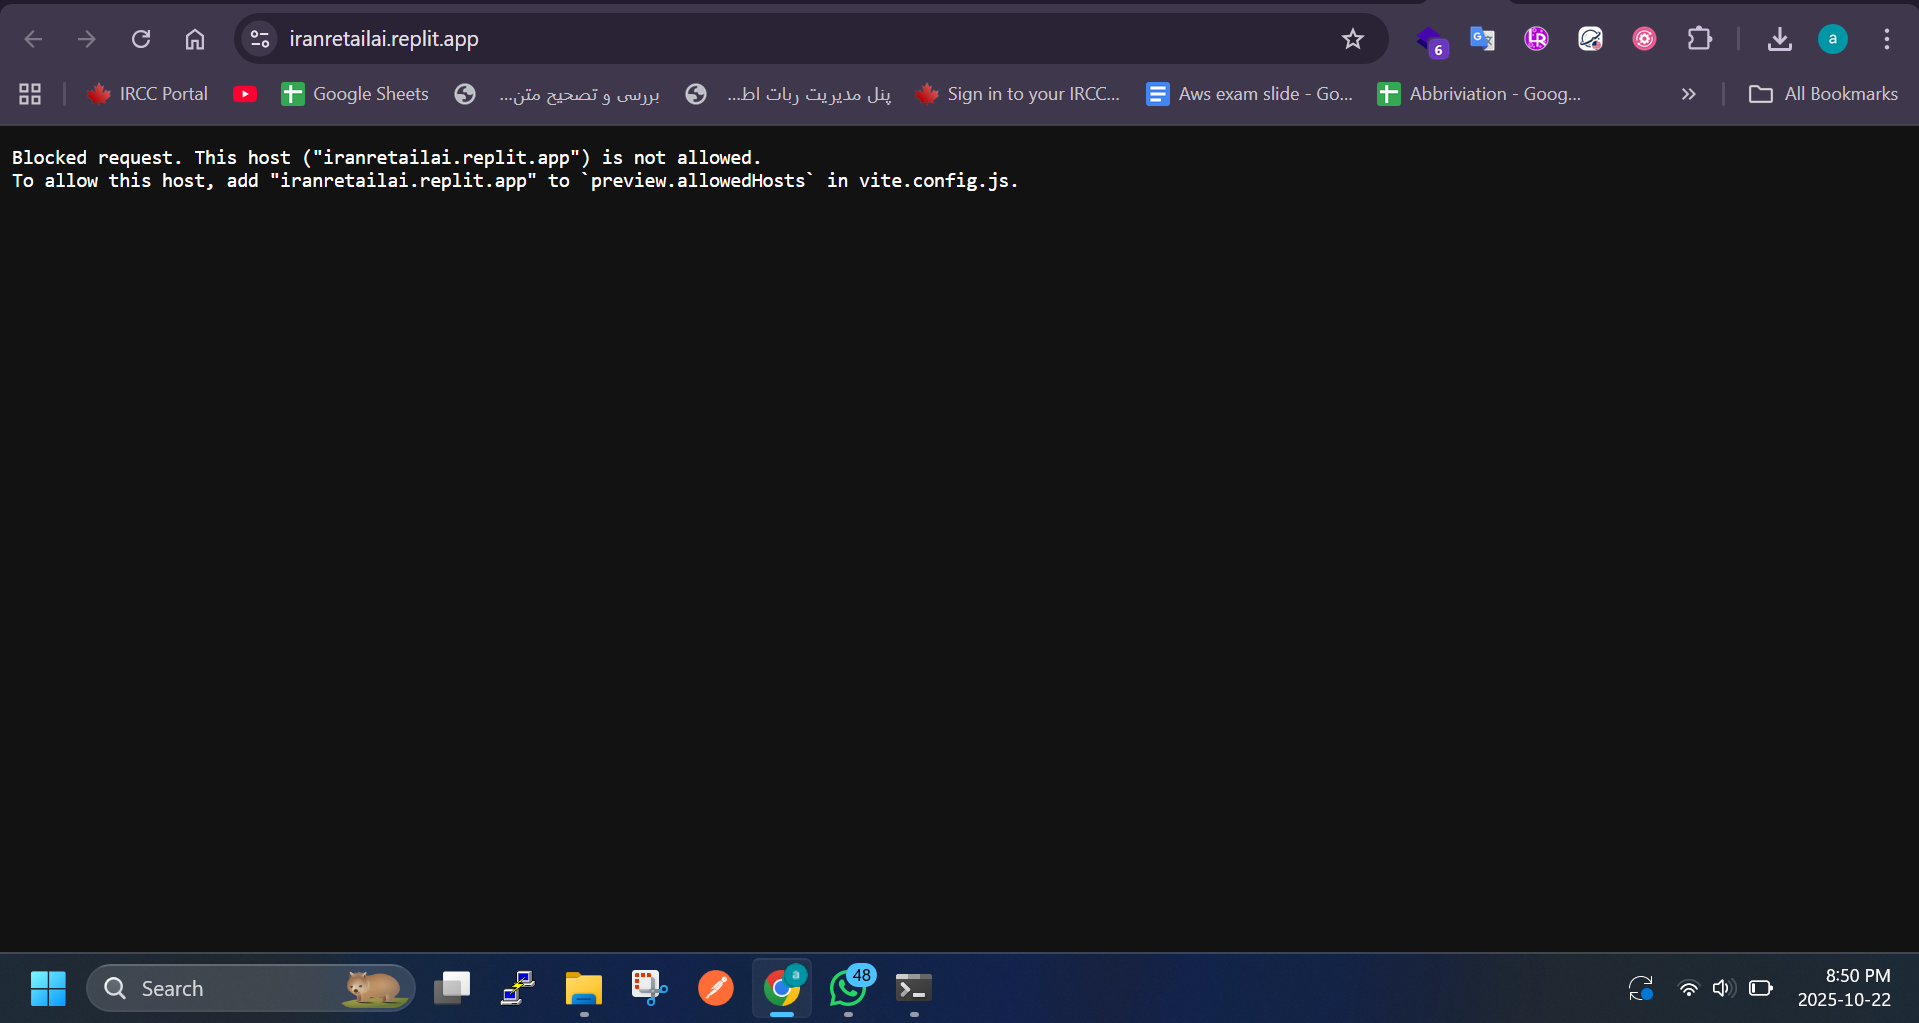 iranretailai.replit.app
6
a
IRCC Portal
Google Sheets
بررسی و تصحیح متن...
پنل مدیریت ربات اط...
Sign in to your IRCC...
Aws exam slide - Go...
Abbriviation - Goog...
All Bookmarks
Blocked request. This host ("iranretailai.replit.app") is not allowed.
To allow this host, add "iranretailai.replit.app" to `preview.allowedHosts` in vite.config.js.
Search
a
48
8:50 PM
2025-10-22